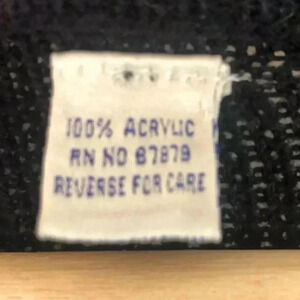 100% ACRYLIC
RN NO 87879
REVERSE FOR CARE